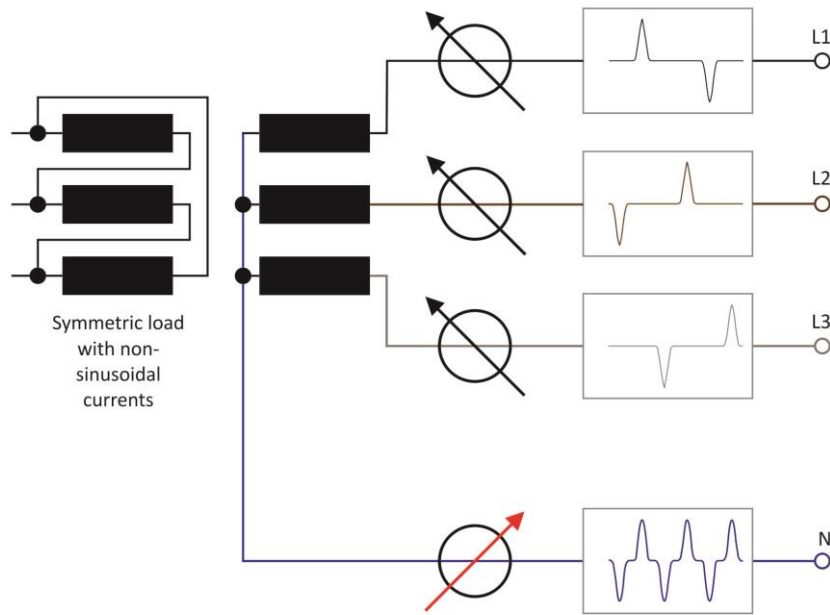 L1
L2
L3
Symmetric load
with non-
sinusoidal
currents
N